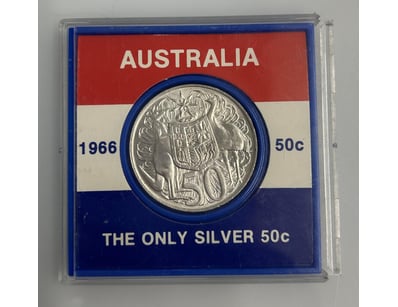 AUSTRALIA
1966 50c
50
THE ONLY SILVER 50c